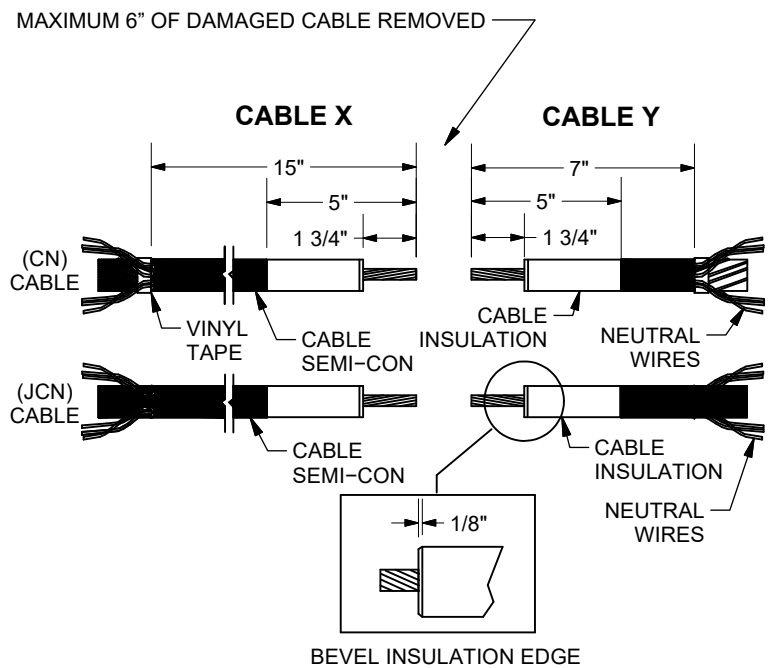 MAXIMUM 6” OF DAMAGED CABLE REMOVED
CABLE X
CABLE Y
15"
7"
5"
5"
1 3/4"
1 3/4"
(CN)
CABLE
VINYL
TAPE
CABLE
SEMI−CON
CABLE
INSULATION
NEUTRAL
WIRES
(JCN)
CABLE
CABLE
SEMI−CON
CABLE
INSULATION
NEUTRAL
WIRES
1/8"
BEVEL INSULATION EDGE